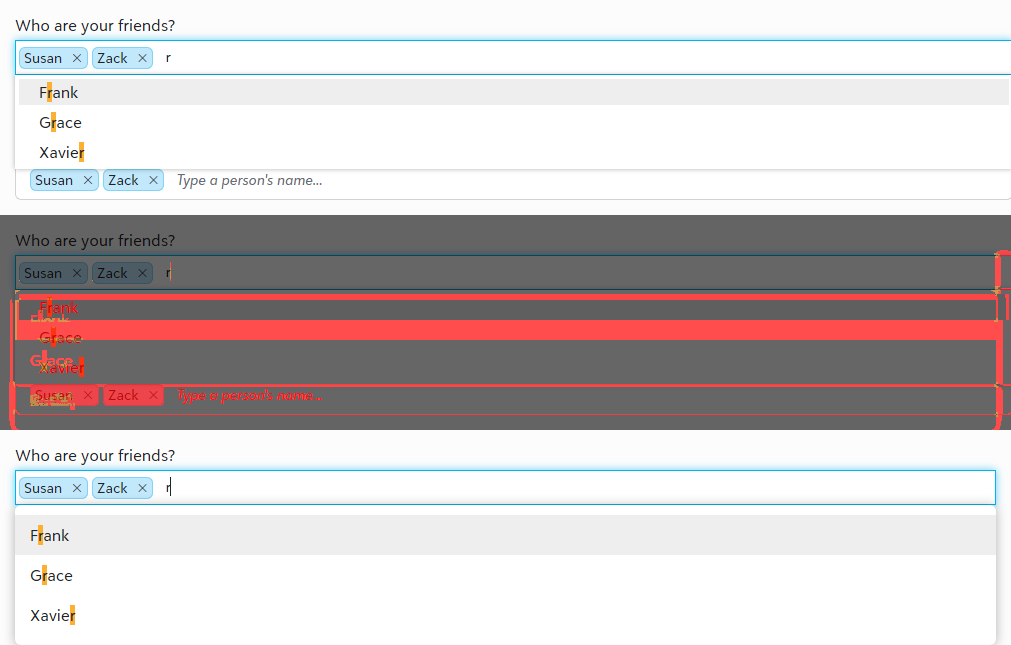 Who are your friends?
Susan × Zack × r
Frank
Grace
Xavier
Susan × Zack × Type a person's name...
Who are your friends?
Susan × Zack × r
Frank
Grace
Grace
Xavier
Susan × Zack × Type a person's name...
Who are your friends?
Susan × Zack × r
Frank
Grace
Xavier